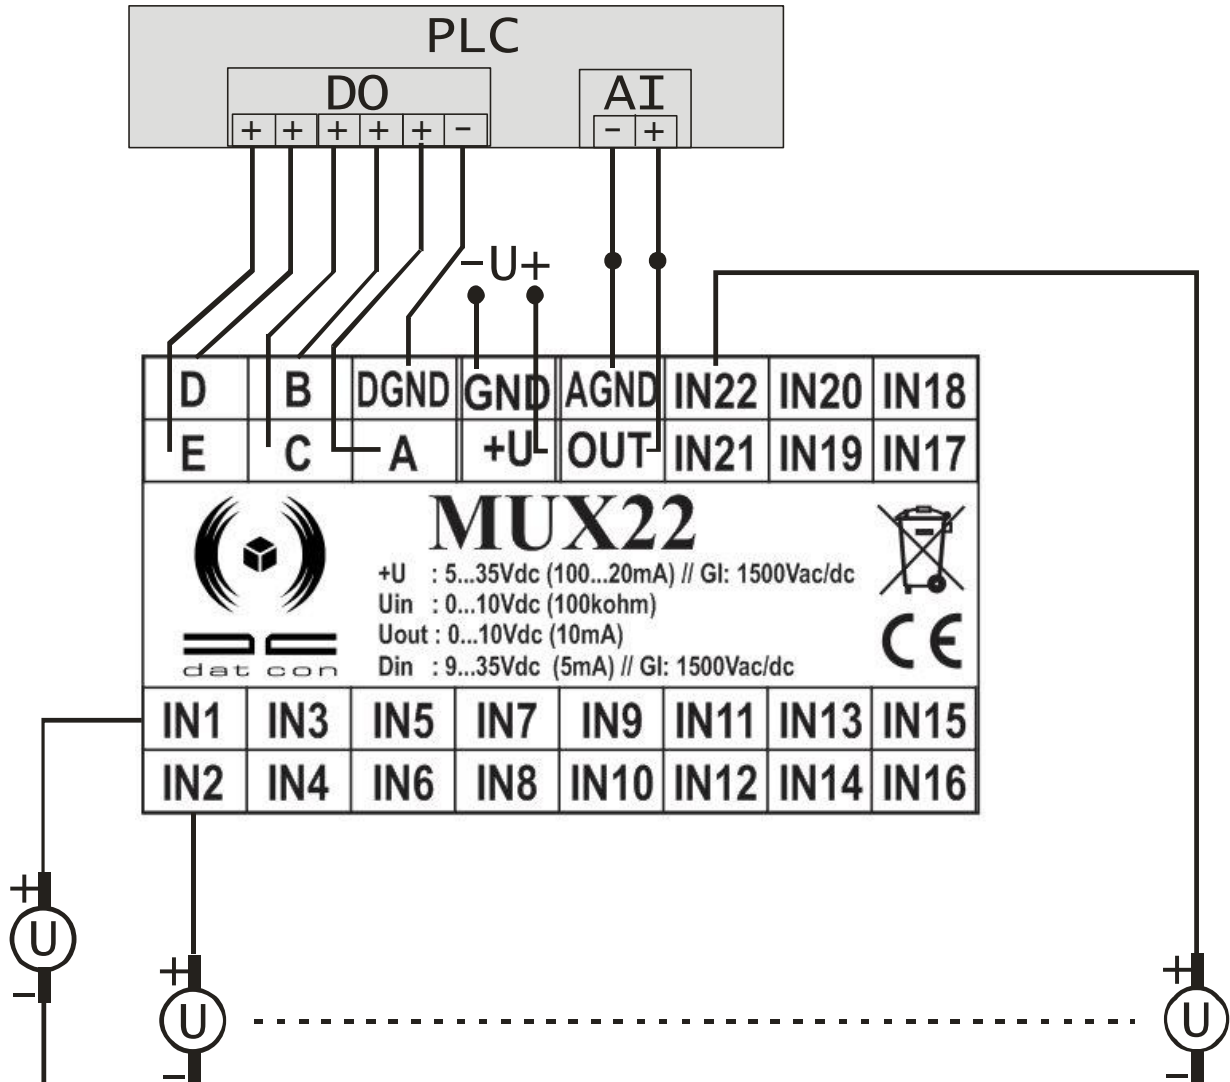 PLC
DO AI
+ + + + + − − +
−U+
D B DGND GND AGND IN22 IN20 IN18
E C A +U OUT IN21 IN19 IN17
MUX22
+U : 5...35Vdc (100...20mA) // GI: 1500Vac/dc
Uin : 0...10Vdc (100kohm)
Uout : 0...10Vdc (10mA)
Din : 9...35Vdc (5mA) // GI: 1500Vac/dc
dat con
CE
IN1 IN3 IN5 IN7 IN9 IN11 IN13 IN15
IN2 IN4 IN6 IN8 IN10 IN12 IN14 IN16
+
U
−
+ +
U U
− −